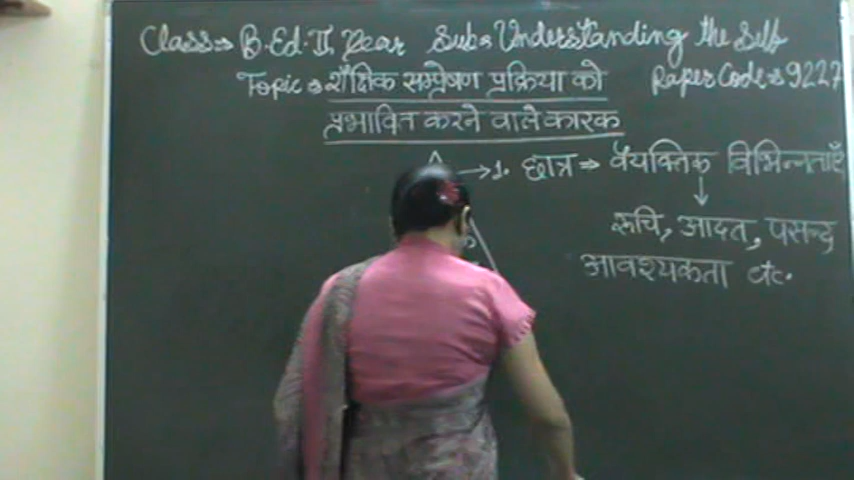 Class⇒ B.Ed. II Year Sub⇒ Understanding the Self
Topic⇒ शैक्षिक सम्प्रेषण प्रक्रिया को Paper Code⇒ 9227
प्रभावित करने वाले कारक
→1. छात्र ⇒ वैयक्तिक विभिन्नताएँ
↓
रूचि, आदत, पसन्द
आवश्यकता etc.